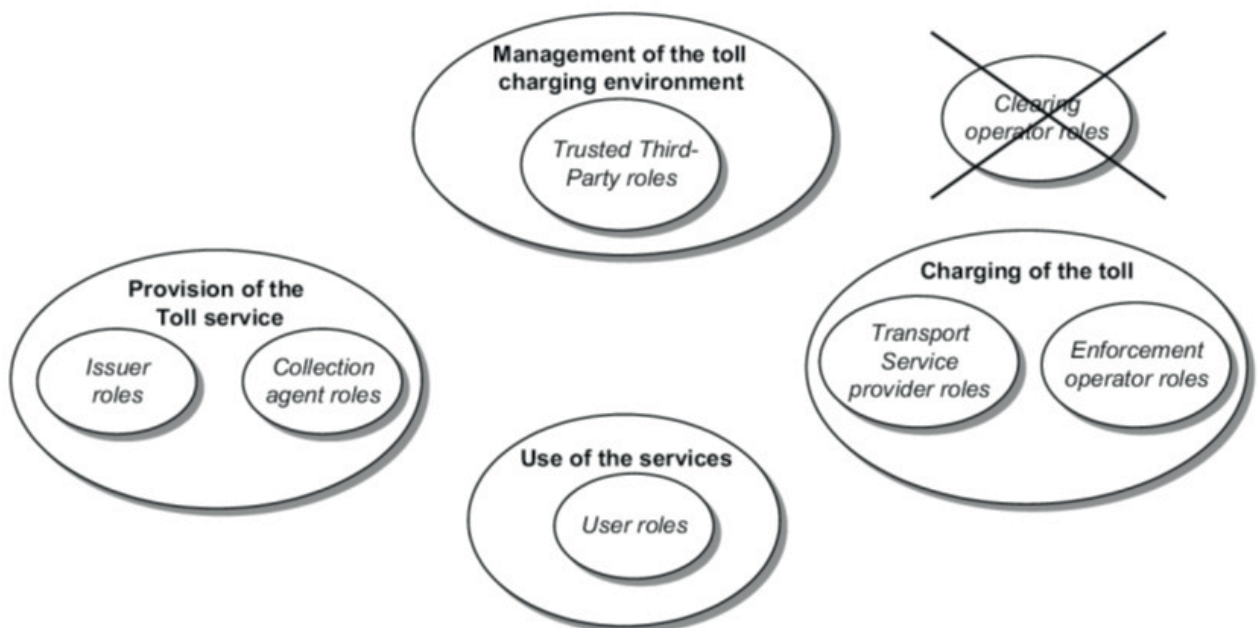 Management of the toll
charging environment
Trusted Third-
Party roles
Clearing
operator roles
Provision of the
Toll service
Issuer
roles
Collection
agent roles
Charging of the toll
Transport
Service
provider roles
Enforcement
operator roles
Use of the services
User roles